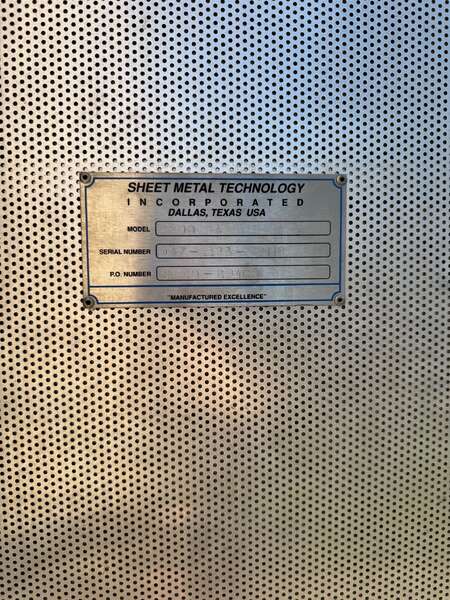 SHEET METAL TECHNOLOGY
INCORPORATED
DALLAS, TEXAS USA
MODEL
SERIAL NUMBER
P.O. NUMBER
"MANUFACTURED EXCELLENCE"